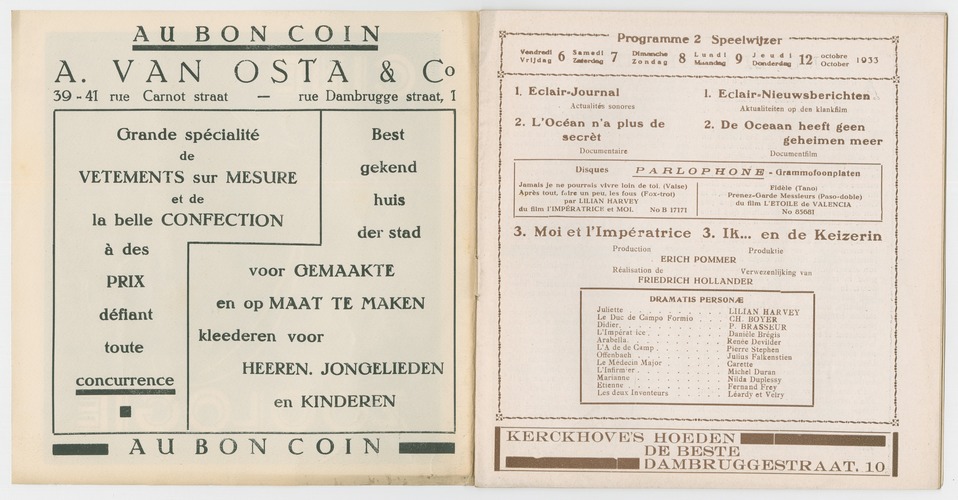 AU BON COIN
A. VAN OSTA & Co
39-41 rue Carnot straat — rue Dambrugge straat, 1
Grande spécialité
de
VETEMENTS sur MESURE
et de
la belle CONFECTION
à des
PRIX
défiant
toute
concurrence
Best
gekend
huis
der stad
voor GEMAAKTE
en op MAAT TE MAKEN
kleederen voor
HEEREN. JONGELIEDEN
en KINDEREN
AU BON COIN
Programme 2 Speelwijzer
Vendredi Vrijdag 6 Samedi Zaterdag 7 Dimanche Zondag 8 Lundi Maandag 9 Jeudi Donderdag 12 octobre October 1933
1. Eclair-Journal
Actualités sonores
2. L'Océan n'a plus de
secrèt
Documentaire
1. Eclair-Nieuwsberichten
Aktualiteiten op den klankfilm
2. De Oceaan heeft geen
geheimen meer
Documentfilm
Disques PARLOPHONE - Grammofoonplaten
Jamais je ne pourrais vivre loin de toi. (Valse)
Après tout, faire un peu, les fous (Fox-trot)
par LILIAN HARVEY
du film l'IMPÉRATRICE et MOI. No B 17171
Fidèle (Tano)
Prenez-Garde Messieurs (Paso-doble)
du film L'ETOILE de VALENCIA
No 85681
3. Moi et l'Impératrice 3. Ik... en de Keizerin
Production Produktie
ERICH POMMER
Réalisation de Verwezenlijking van
FRIEDRICH HOLLANDER
DRAMATIS PERSONÆ
Juliette LILIAN HARVEY
Le Duc de Campo Formio CH. BOYER
Didier P. BRASSEUR
L'Impérat ice Danièle Brégis
Arabella Renée Devilder
L'A de de Camp Pierre Stephen
Offenbach Julius Falkenstien
Le Médecin Major Carette
L'Infirm er Michel Duran
Marianne Nilda Duplessy
Etienne Fernand Frey
Les deux Inventeurs Léardy et Veiry
KERCKHOVE'S HOEDEN
DE BESTE
DAMBRUGGESTRAAT, 10